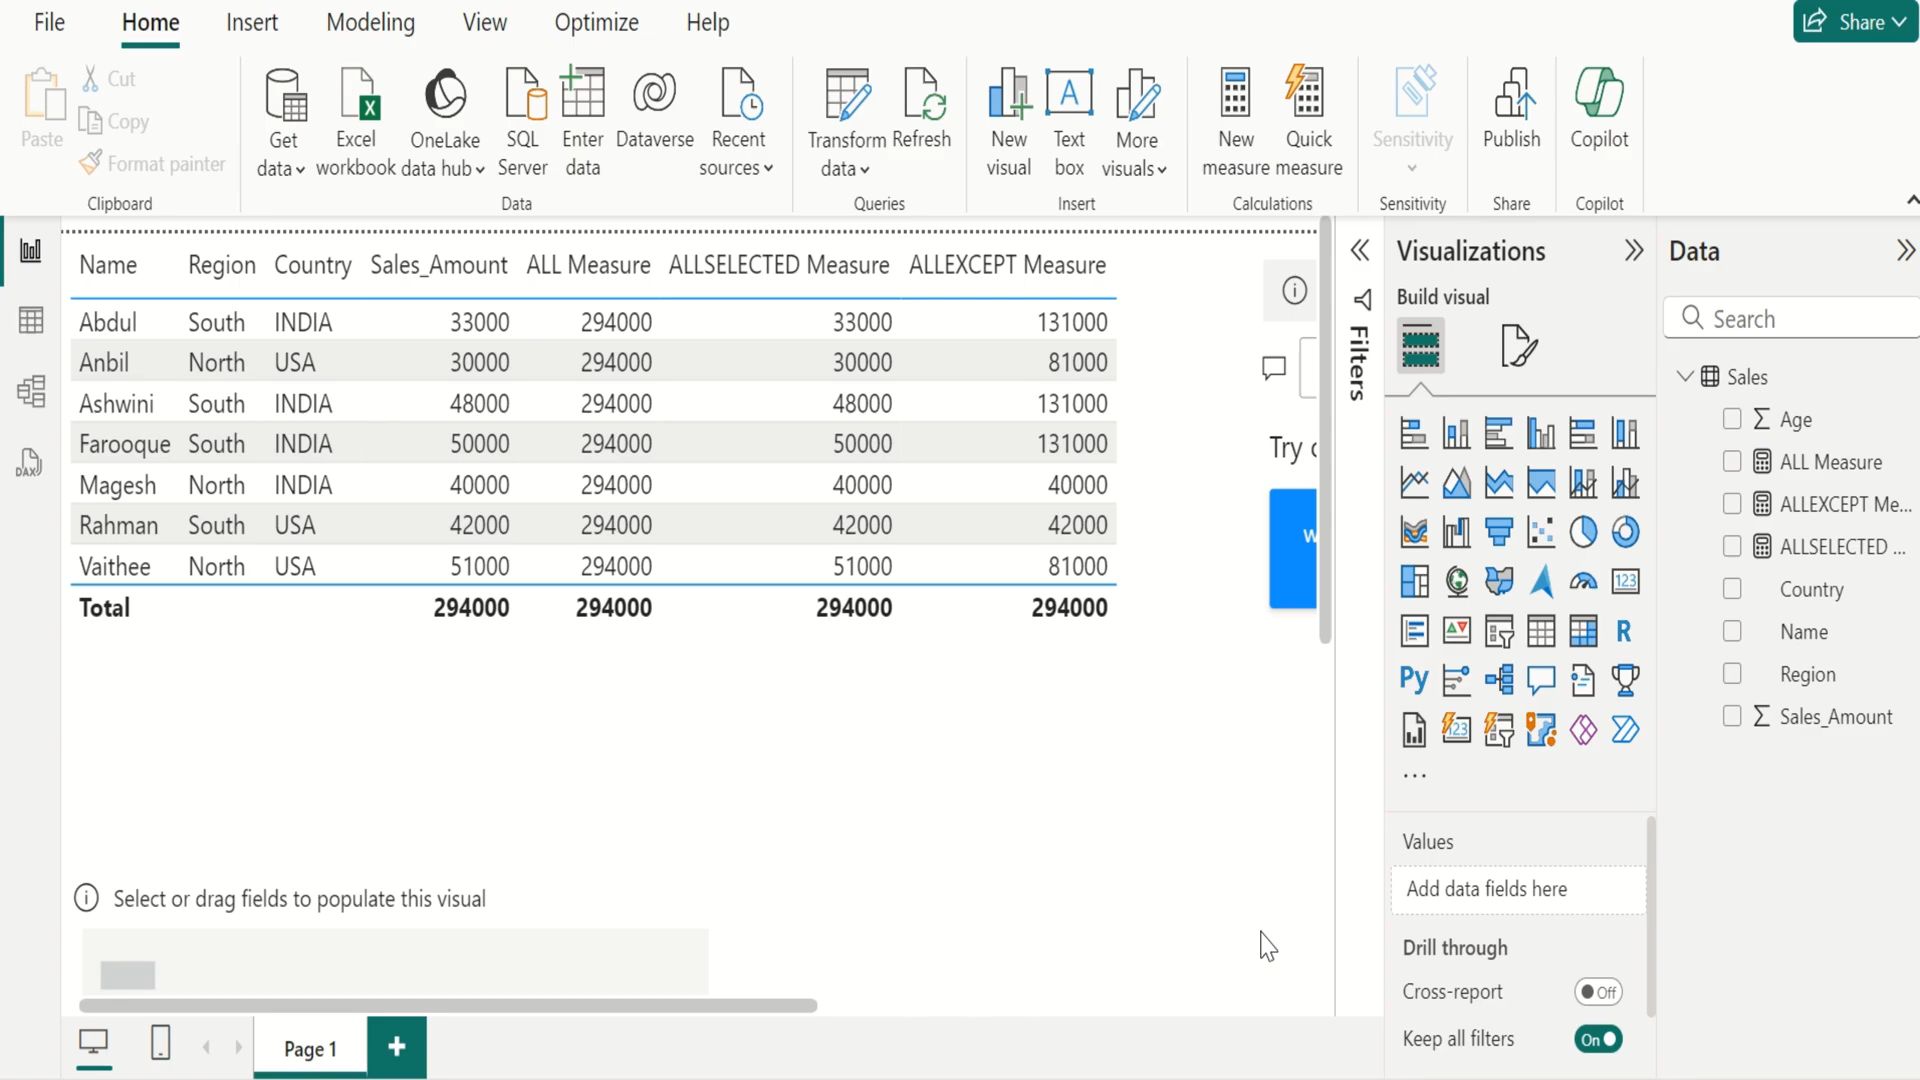 File Home Insert Modeling View Optimize Help Share
Paste
Cut
Copy
Format painter
Clipboard
Get data
Excel workbook
OneLake data hub
SQL Server
Enter data
Dataverse
Recent sources
Data
Transform data
Refresh
Queries
New visual
Text box
More visuals
Insert
New measure
Quick measure
Calculations
Sensitivity
Sensitivity
Publish
Share
Copilot
Copilot
DAX
Name Region Country Sales_Amount ALL Measure ALLSELECTED Measure ALLEXCEPT Measure
Abdul South INDIA 33000 294000 33000 131000
Anbil North USA 30000 294000 30000 81000
Ashwini South INDIA 48000 294000 48000 131000
Farooque South INDIA 50000 294000 50000 131000
Magesh North INDIA 40000 294000 40000 40000
Rahman South USA 42000 294000 42000 42000
Vaithee North USA 51000 294000 51000 81000
Total 294000 294000 294000 294000
Try
Select or drag fields to populate this visual
Page 1
Filters
Visualizations
Build visual
123
R
Py
123
...
Values
Add data fields here
Drill through
Cross-report Off
Keep all filters On
Data
Search
Sales
Age
ALL Measure
ALLEXCEPT Me...
ALLSELECTED ...
Country
Name
Region
Sales_Amount